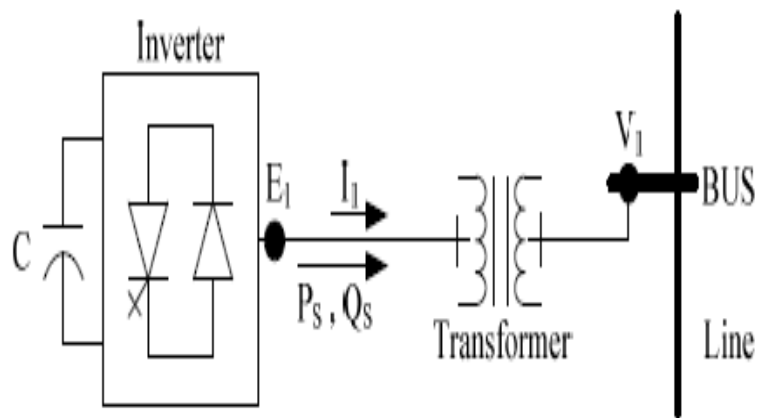 Inverter
C
E1
I1
PS , QS
Transformer
V1
BUS
Line